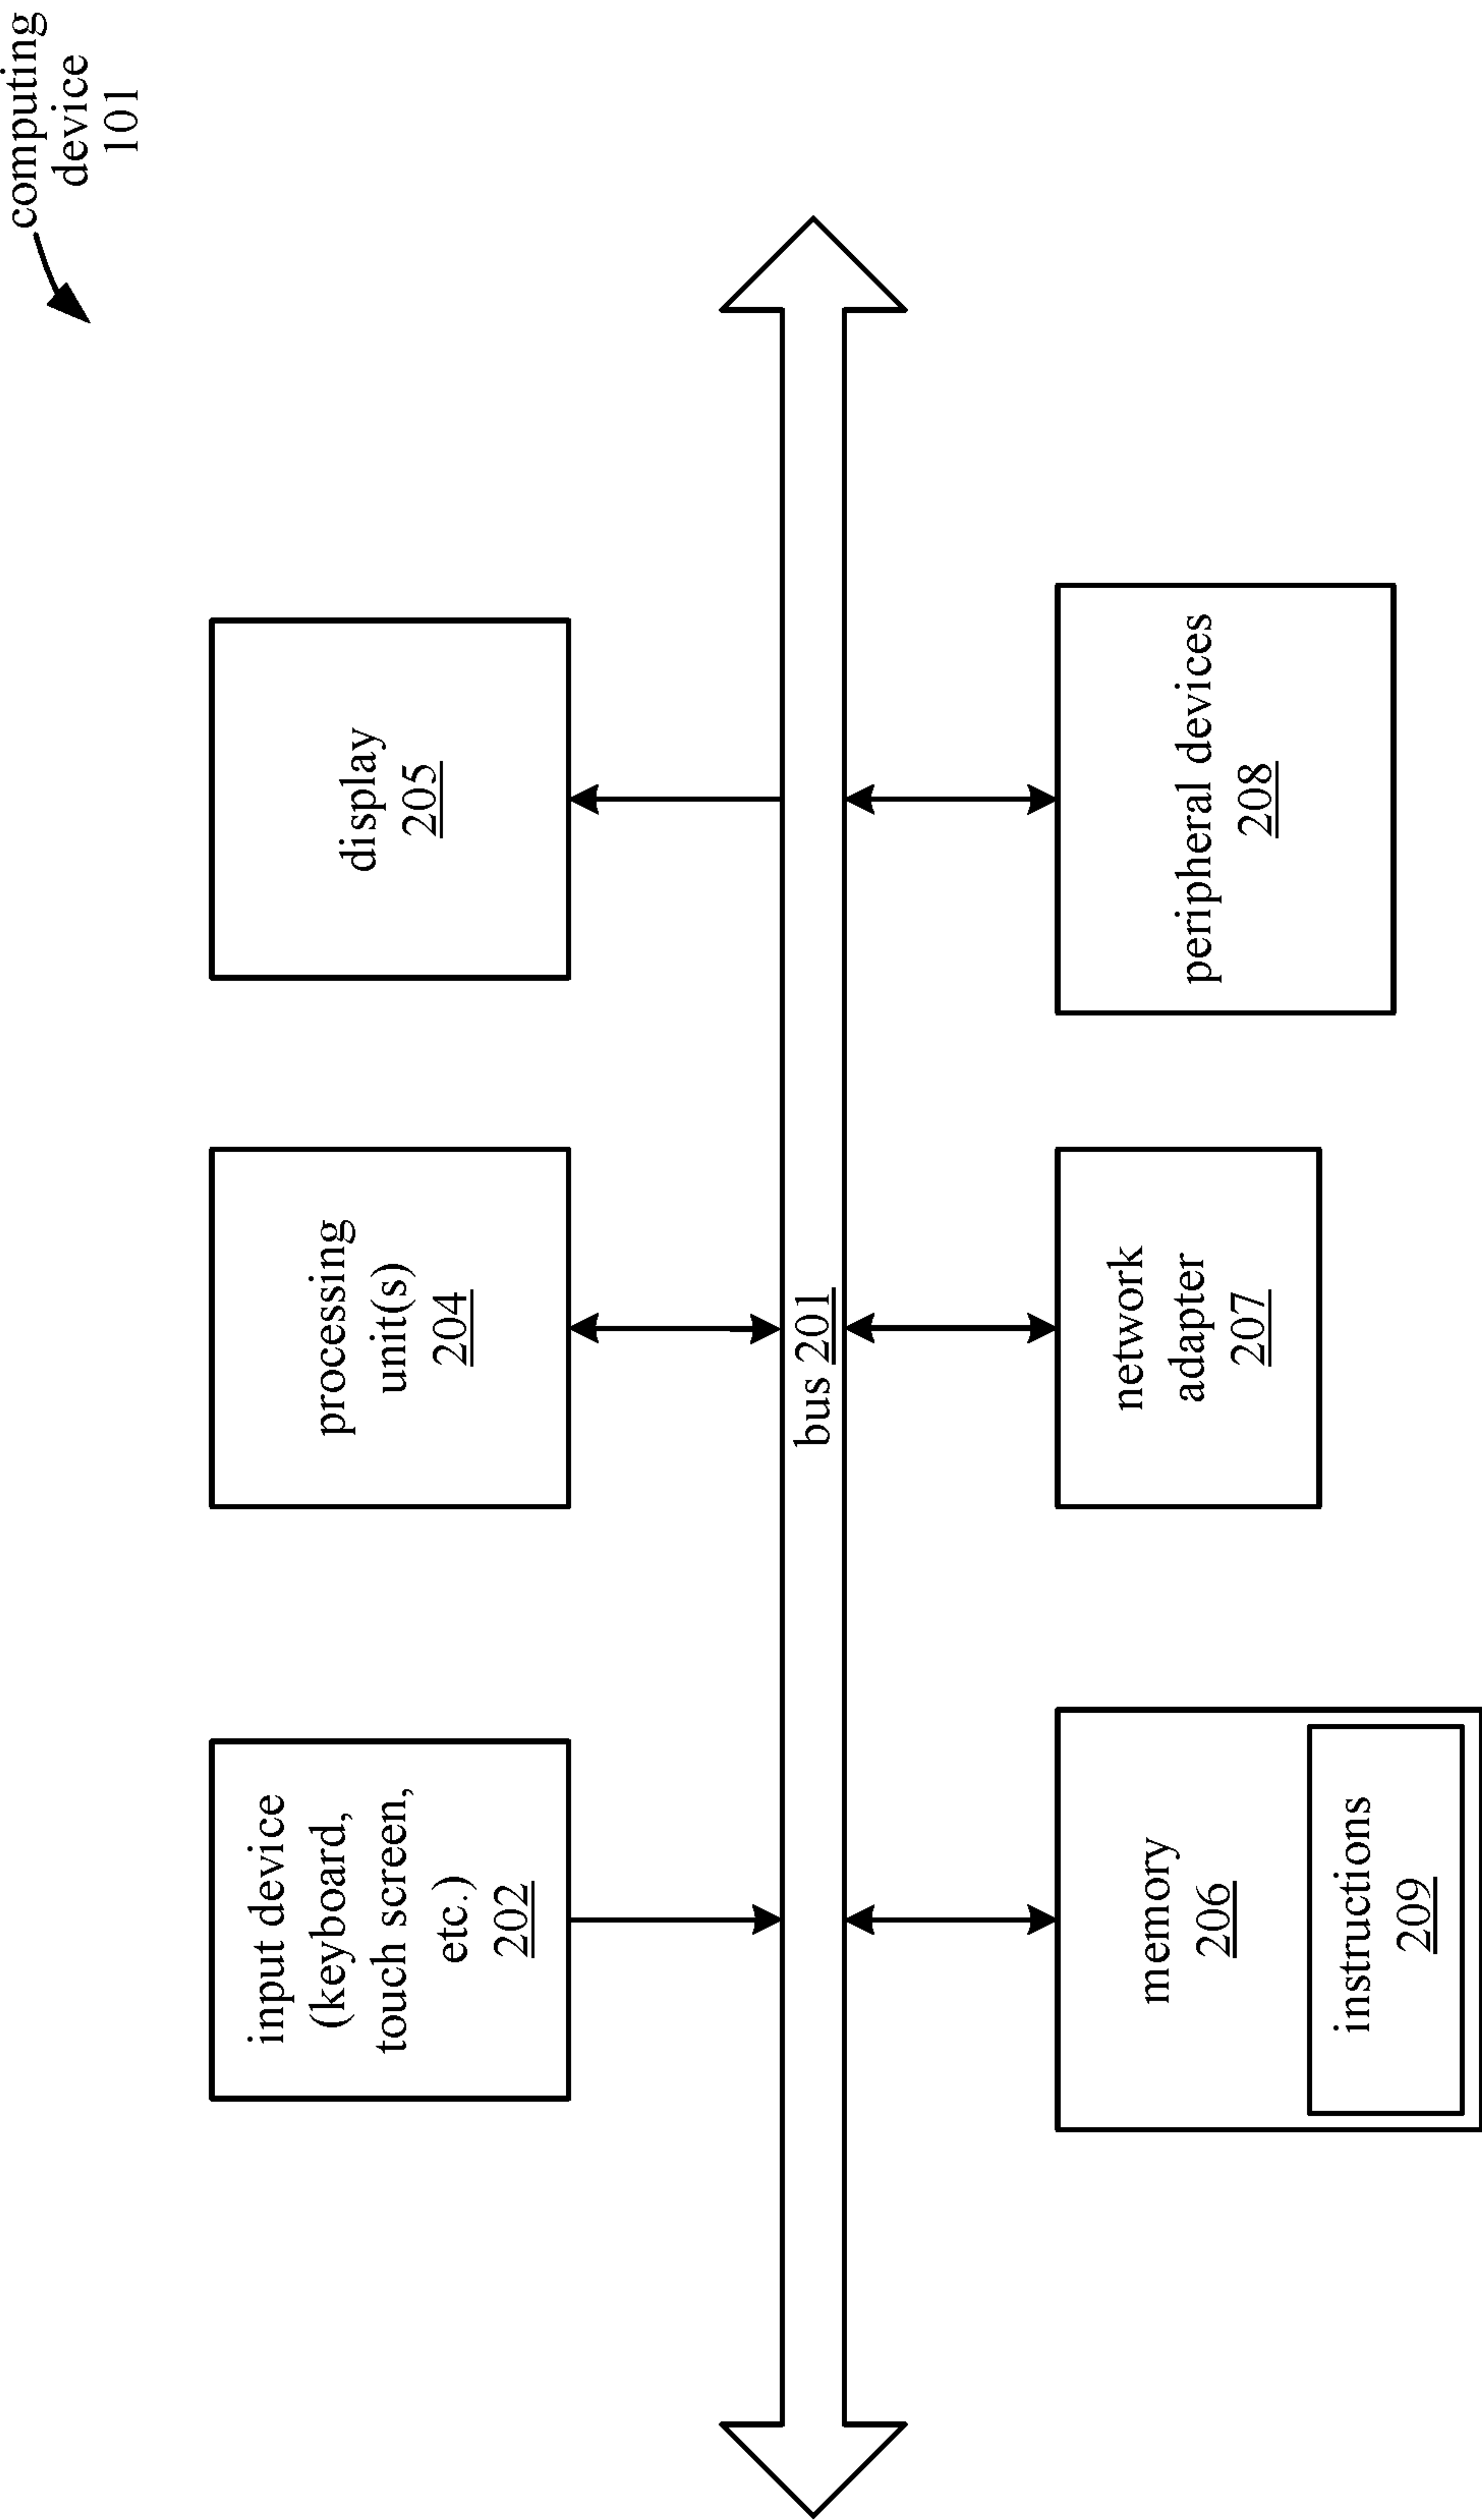 computing
device
101
input device
(keyboard,
touch screen,
etc.)
202
processing
unit(s)
204
display
205
bus 201
memory
206
instructions
209
network
adapter
207
peripheral devices
208